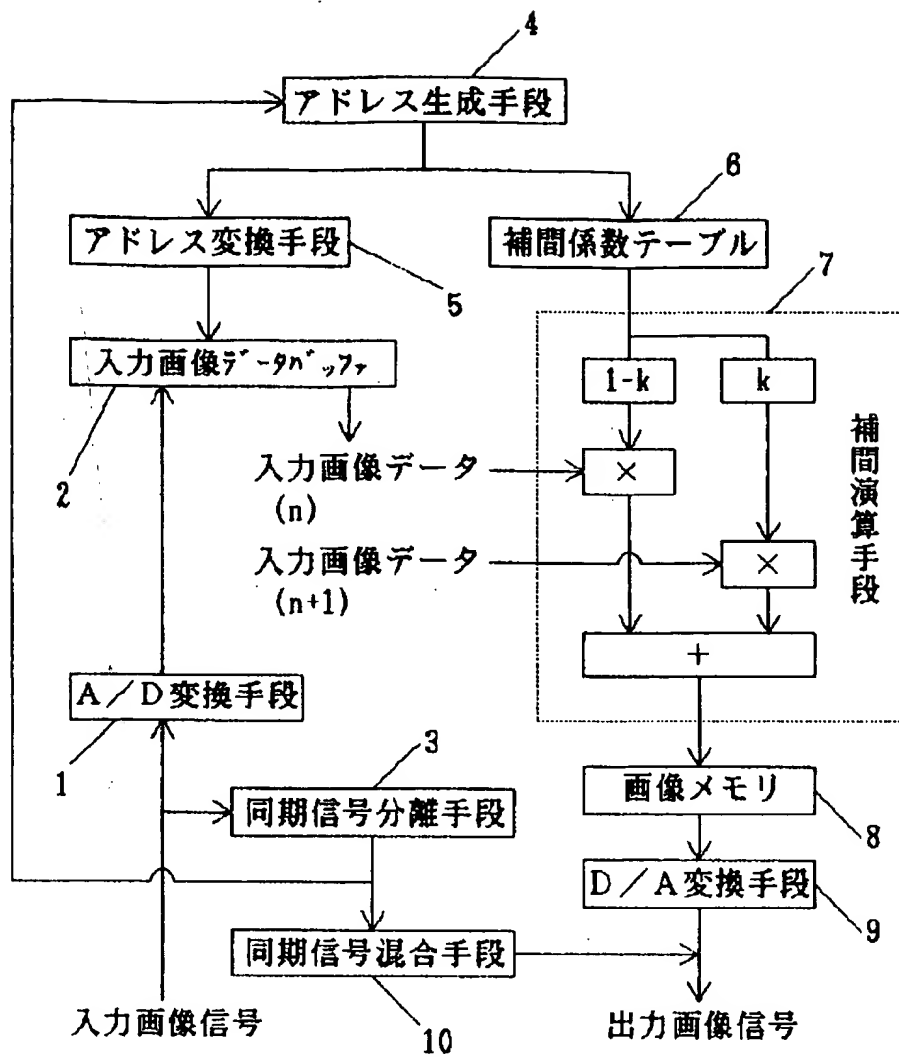 4
アドレス生成手段
6
アドレス変換手段
補間係数テーブル
5
7
入力画像データバッファ
1-k
k
2
入力画像データ
(n)
×
補間演算手段
入力画像データ
(n+1)
×
+
A/D変換手段
1
3
画像メモリ
同期信号分離手段
8
D/A変換手段
9
同期信号混合手段
入力画像信号
10
出力画像信号